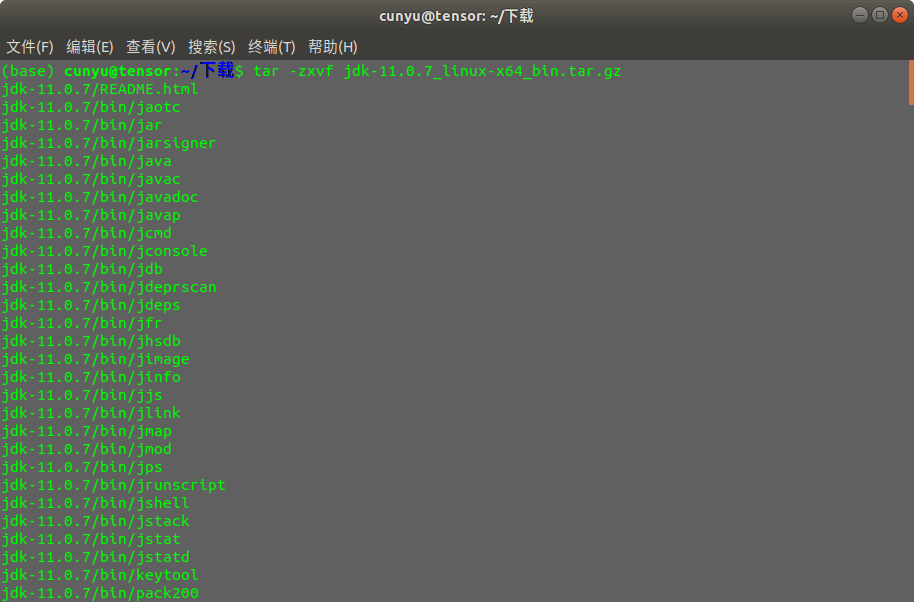 cunyu@tensor: ~/下载
文件(F) 编辑(E) 查看(V) 搜索(S) 终端(T) 帮助(H)
(base) cunyu@tensor:~/下载$ tar -zxvf jdk-11.0.7_linux-x64_bin.tar.gz
jdk-11.0.7/README.html
jdk-11.0.7/bin/jaotc
jdk-11.0.7/bin/jar
jdk-11.0.7/bin/jarsigner
jdk-11.0.7/bin/java
jdk-11.0.7/bin/javac
jdk-11.0.7/bin/javadoc
jdk-11.0.7/bin/javap
jdk-11.0.7/bin/jcmd
jdk-11.0.7/bin/jconsole
jdk-11.0.7/bin/jdb
jdk-11.0.7/bin/jdeprscan
jdk-11.0.7/bin/jdeps
jdk-11.0.7/bin/jfr
jdk-11.0.7/bin/jhsdb
jdk-11.0.7/bin/jimage
jdk-11.0.7/bin/jinfo
jdk-11.0.7/bin/jjs
jdk-11.0.7/bin/jlink
jdk-11.0.7/bin/jmap
jdk-11.0.7/bin/jmod
jdk-11.0.7/bin/jps
jdk-11.0.7/bin/jrunscript
jdk-11.0.7/bin/jshell
jdk-11.0.7/bin/jstack
jdk-11.0.7/bin/jstat
jdk-11.0.7/bin/jstatd
jdk-11.0.7/bin/keytool
jdk-11.0.7/bin/pack200